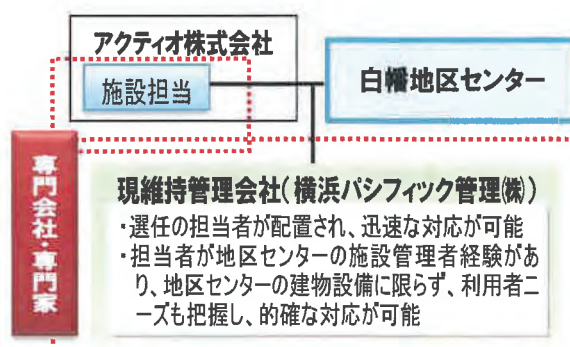 アクティオ株式会社
施設担当
白幡地区センター
専門会社・専門家
現維持管理会社(横浜パシフィック管理㈱)
・選任の担当者が配置され、迅速な対応が可能
・担当者が地区センターの施設管理者経験があ
り、地区センターの建物設備に限らず、利用者ニ
ーズも把握し、的確な対応が可能